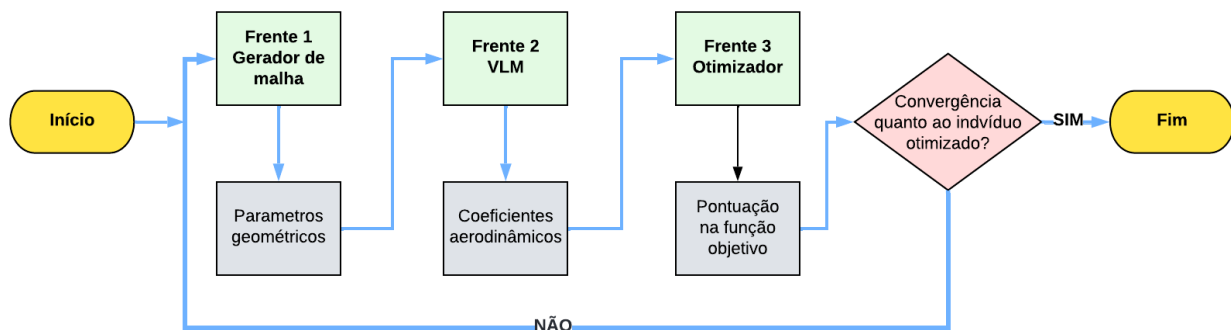 Início
Frente 1
Gerador de
malha
Parametros
geométricos
Frente 2
VLM
Coeficientes
aerodinâmicos
Frente 3
Otimizador
Pontuação
na função
objetivo
Convergência
quanto ao indvíduo
otimizado?
SIM
Fim
NÃO